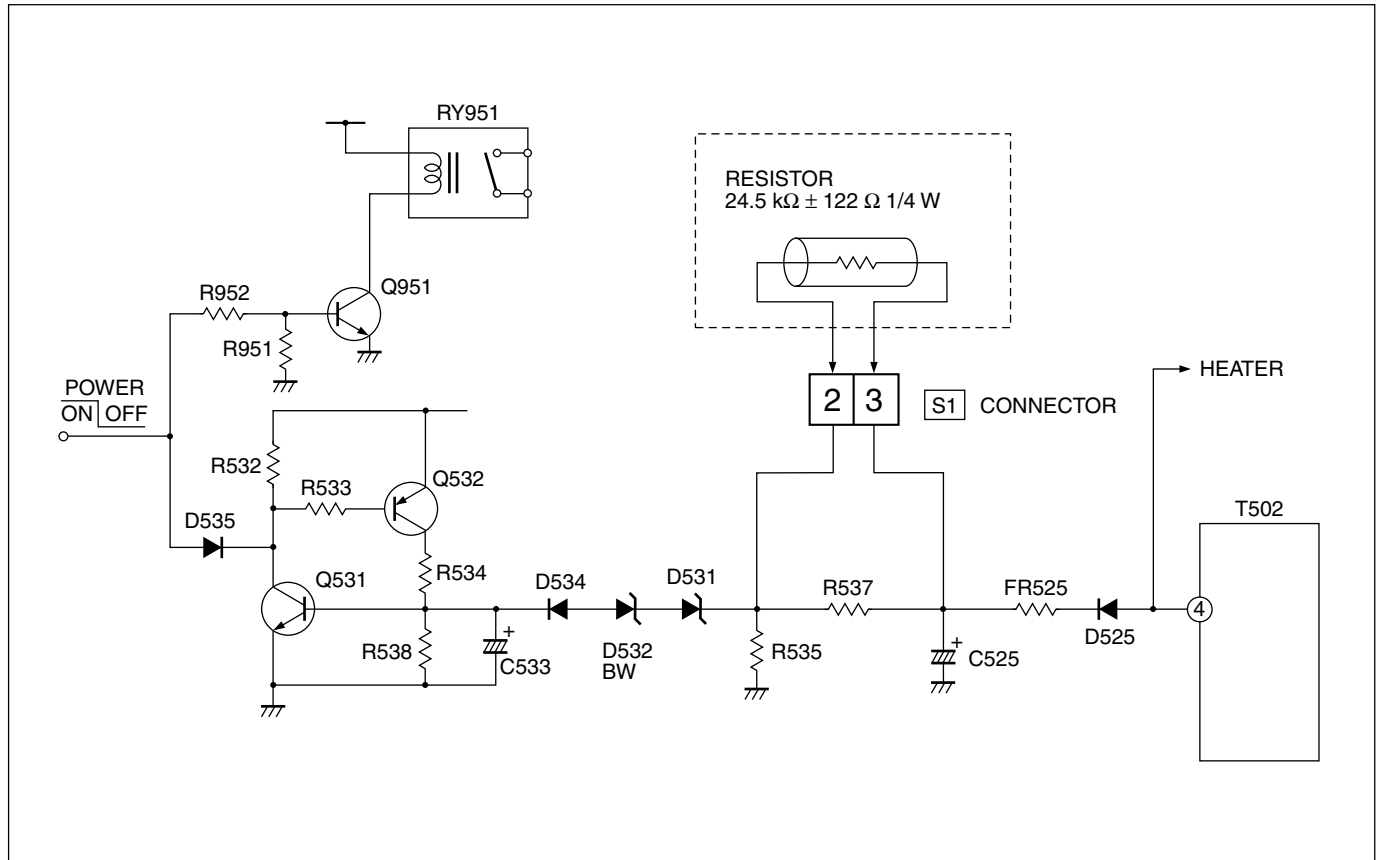 RY951
RESISTOR
24.5 kΩ ± 122 Ω 1/4 W
Q951
R952
R951
HEATER
POWER
ON OFF
2 3
S1 CONNECTOR
R532
R533
Q532
T502
D535
Q531
R534
D534
D531
R537
FR525
4
R538
+
C533
D532
BW
R535
+
C525
D525